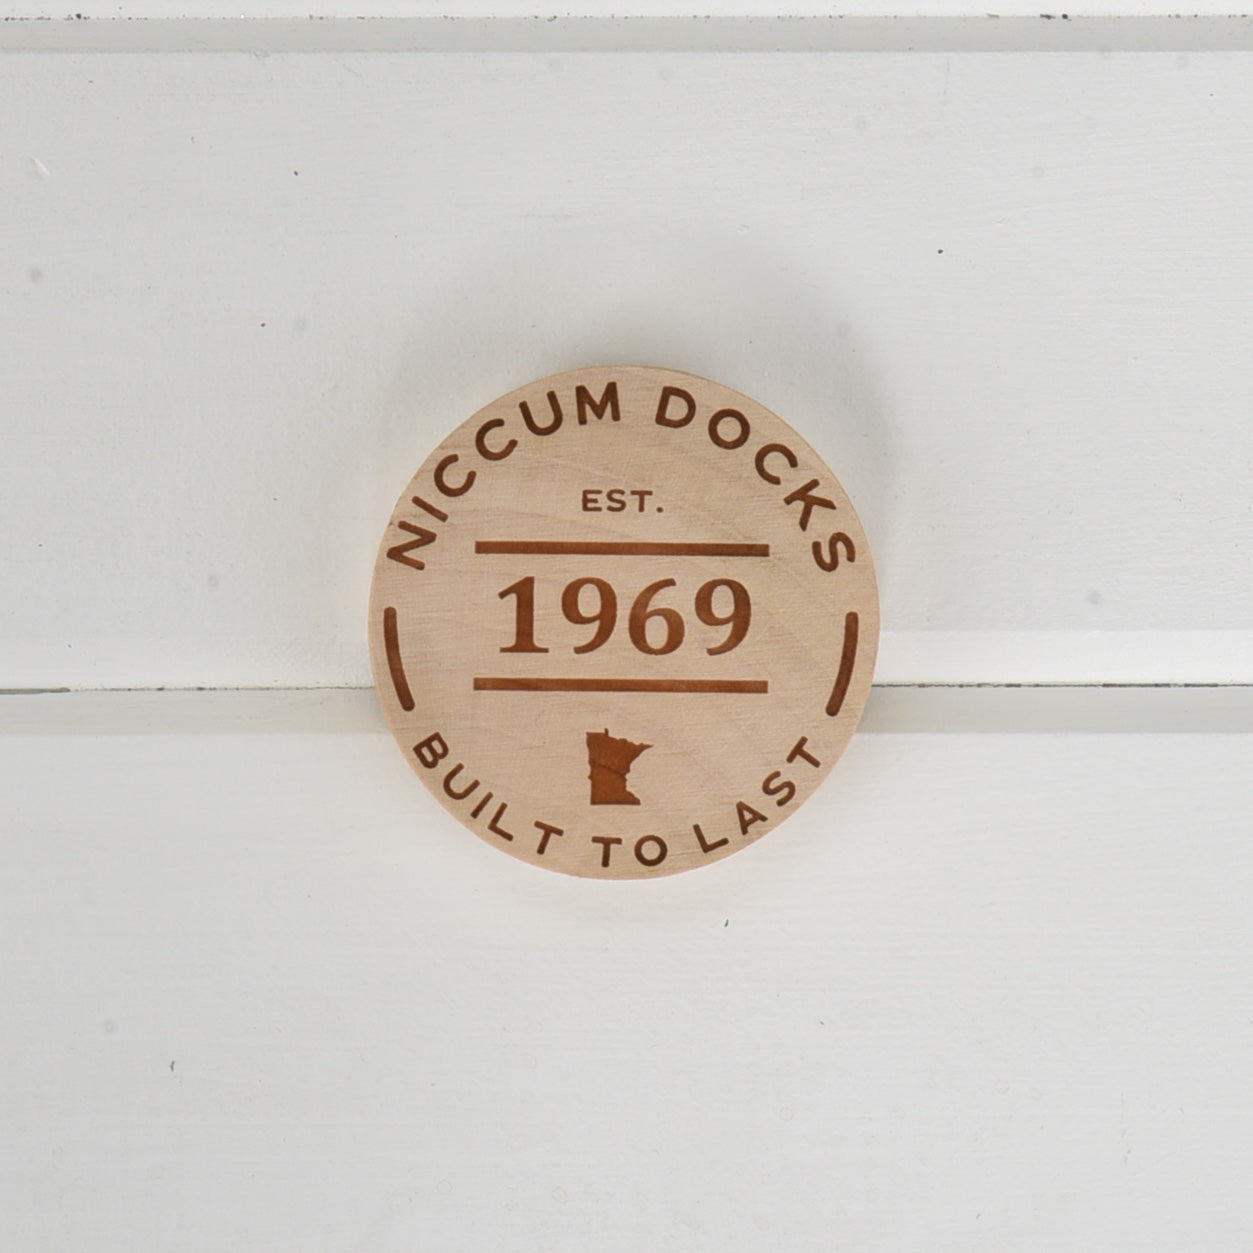 NICCUM DOCKS
EST.
1969
BUILT TO LAST